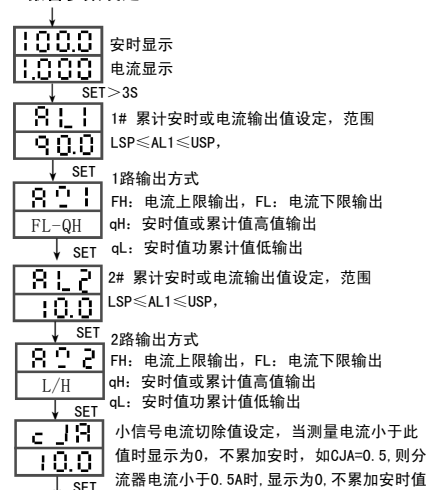 100.0 安时显示
1.000 电流显示
SET>3S
AL1 1# 累计安时或电流输出值设定，范围
90.0 LSP≤AL1≤USP，
SET
1路输出方式
FH：电流上限输出，FL：电流下限输出
FL-QH
qH：安时值或累计值高值输出
qL：安时值功累计值低输出
SET
AL2 2# 累计安时或电流输出值设定，范围
10.0 LSP≤AL1≤USP，
SET
2路输出方式
FH：电流上限输出，FL：电流下限输出
L/H
qH：安时值或累计值高值输出
qL：安时值功累计值低输出
SET
cJA 小信号电流切除值设定，当测量电流小于此
10.0 值时显示为0，不累加安时，如CJA=0.5,则分
流器电流小于0.5A时,显示为0,不累加安时值
SET